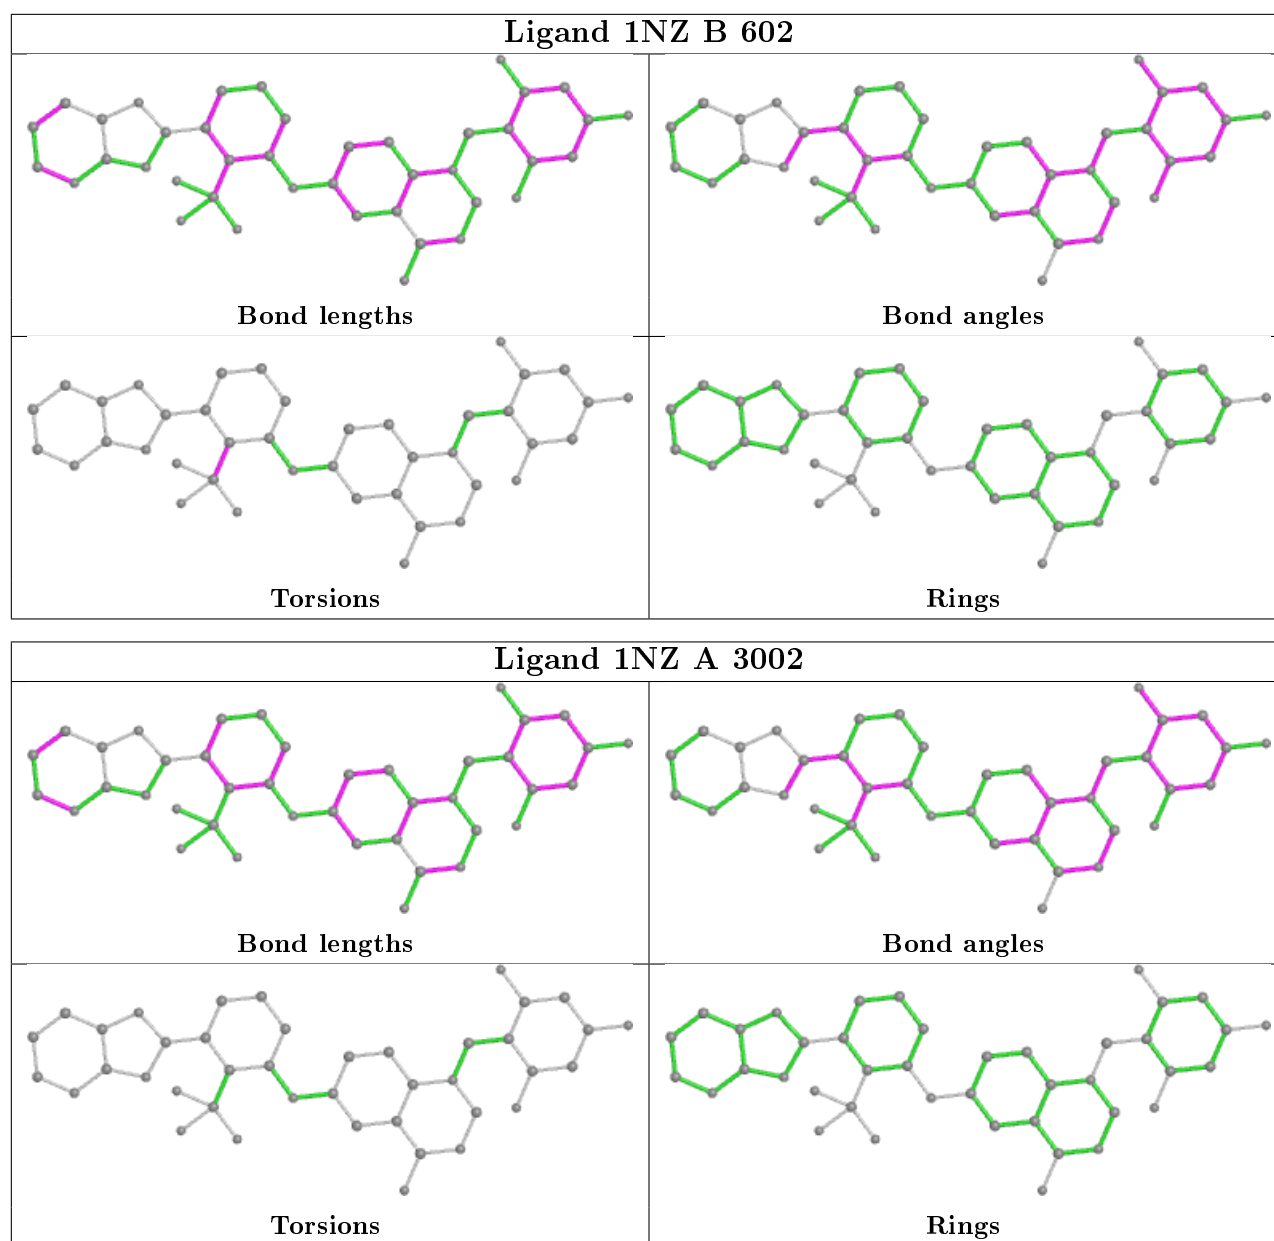 Ligand 1NZ B 602
Bond lengths
Bond angles
Torsions
Rings
Ligand 1NZ A 3002
Bond lengths
Bond angles
Torsions
Rings